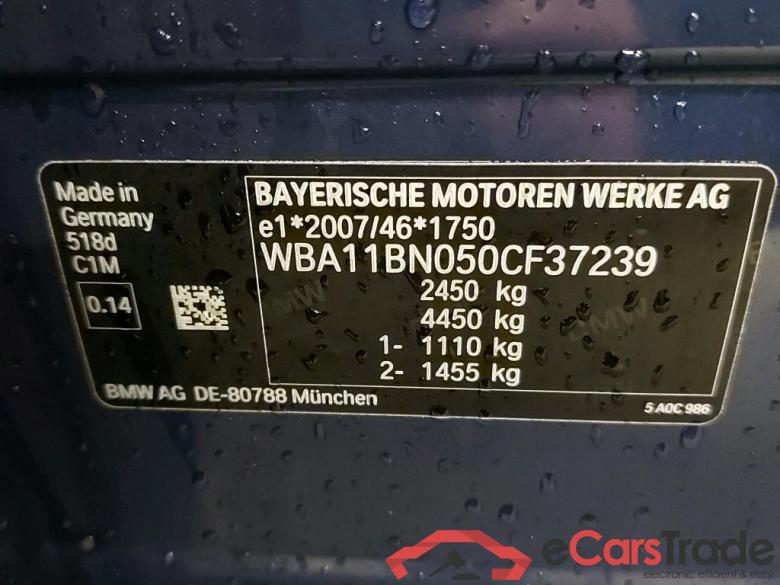 Made in
Germany
518d
C1M
0.14
BAYERISCHE MOTOREN WERKE AG
e1*2007/46*1750
WBA11BN050CF37239
2450 kg
4450 kg
1- 1110 kg
2- 1455 kg
BMW AG DE-80788 München
5 A0C 986
BMW
BMW
eCarsTrade
electronic, efficient & easy